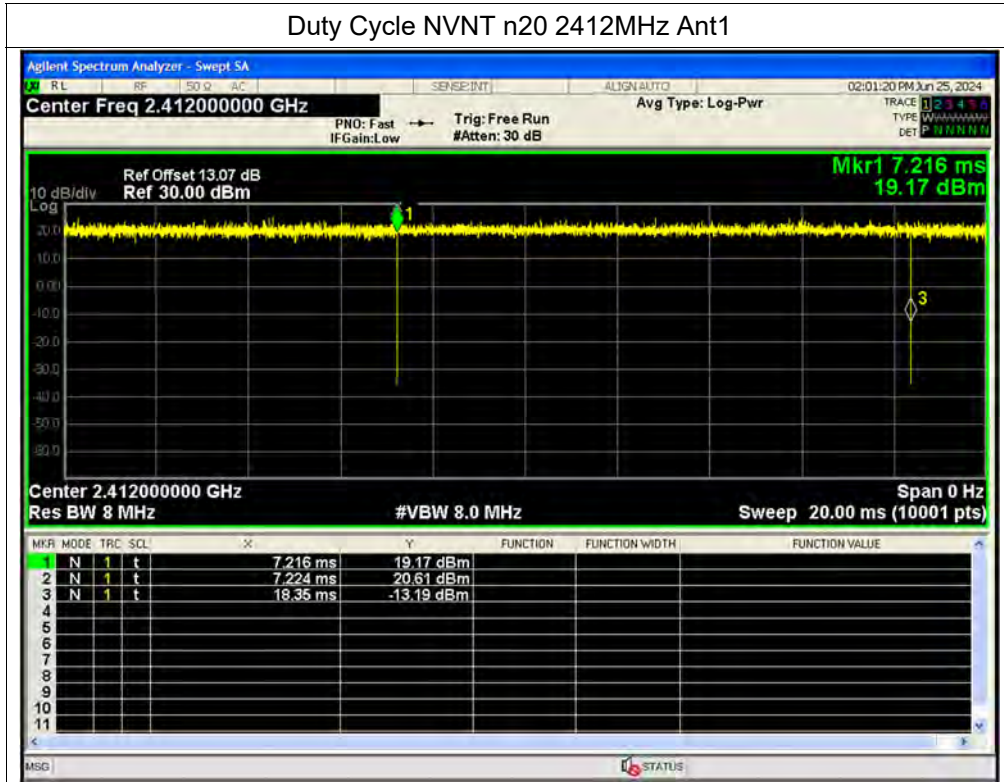 Duty Cycle NVNT n20 2412MHz Ant1
Agilent Spectrum Analyzer - Swept SA
RL RF 50 Ω AC SENSE:INT ALIGN AUTO 02:01:20 PM Jun 25, 2024
Center Freq 2.412000000 GHz Avg Type: Log-Pwr TRACE 1 2 3 4 5 6
PNO: Fast Trig: Free Run TYPE
IFGain:Low #Atten: 30 dB DET P N N N N N
Mkr1 7.216 ms
Ref Offset 13.07 dB
10 dB/div Ref 30.00 dBm 19.17 dBm
Log
1
20.0
10.0
0.00
3
-10.0
-20.0
-30.0
-40.0
-50.0
-60.0
Center 2.412000000 GHz Span 0 Hz
Res BW 8 MHz #VBW 8.0 MHz Sweep 20.00 ms (10001 pts)
MKR MODE TRC SCL X Y FUNCTION FUNCTION WIDTH FUNCTION VALUE
1 N 1 t 7.216 ms 19.17 dBm
2 N 1 t 7.224 ms 20.61 dBm
3 N 1 t 18.35 ms -13.19 dBm
4
5
6
7
8
9
10
11
MSG STATUS